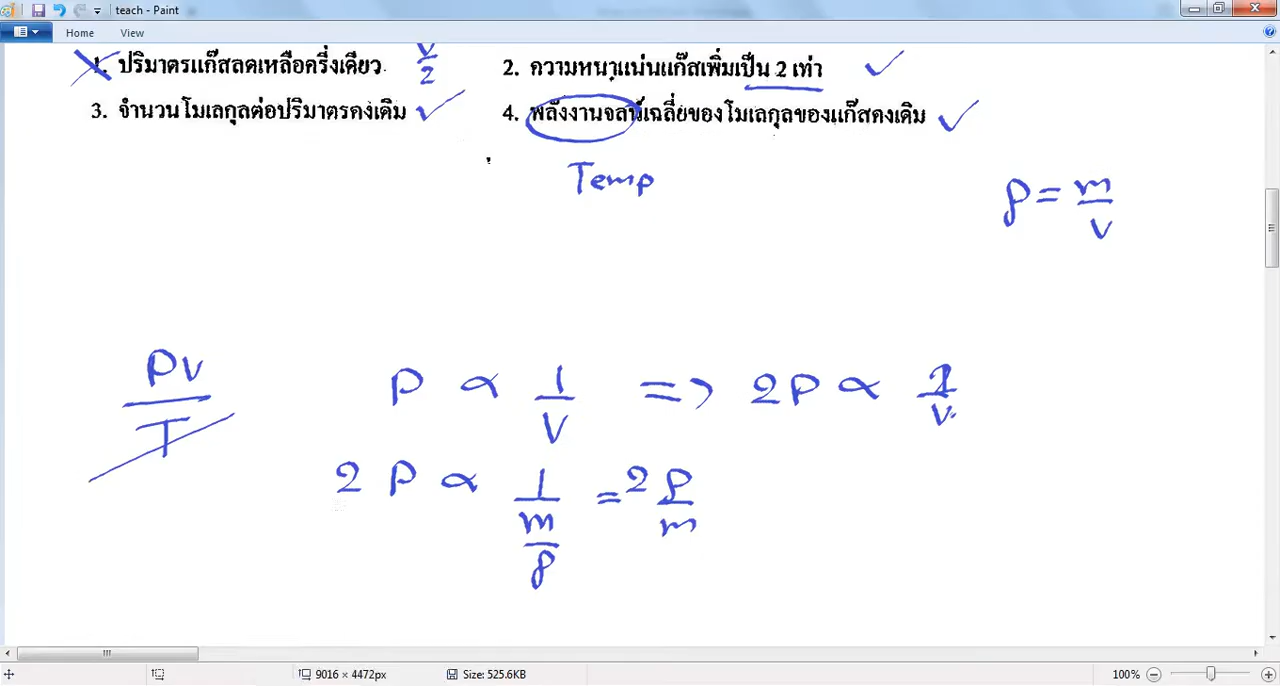 teach - Paint
Home View
1. ปริมาตรแก๊สลดเหลือครึ่งเดียว V/2
2. ความหนาแน่นแก๊สเพิ่มเป็น 2 เท่า
3. จำนวนโมเลกุลต่อปริมาตรคงเดิม
4. พลังงานจลน์เฉลี่ยของโมเลกุลของแก๊สคงเดิม
Temp
ρ = m/v
PV/T
P ∝ 1/V => 2P ∝ 2/V
2 P ∝ 1/(m/ρ) = 2 ρ/m
9016 × 4472px
Size: 525.6KB
100%